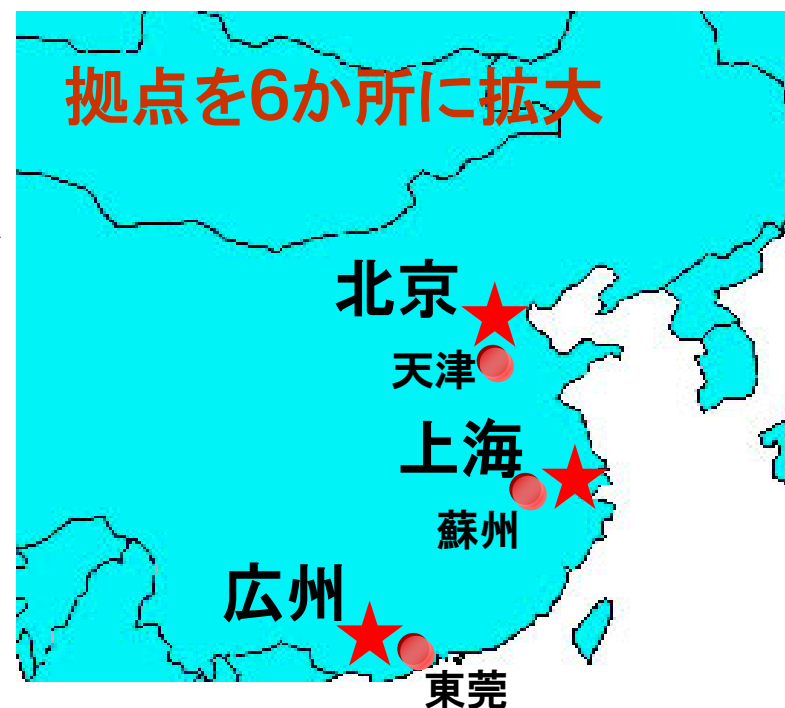 拠点を6か所に拡大
北京
天津
上海
蘇州
広州
東莞